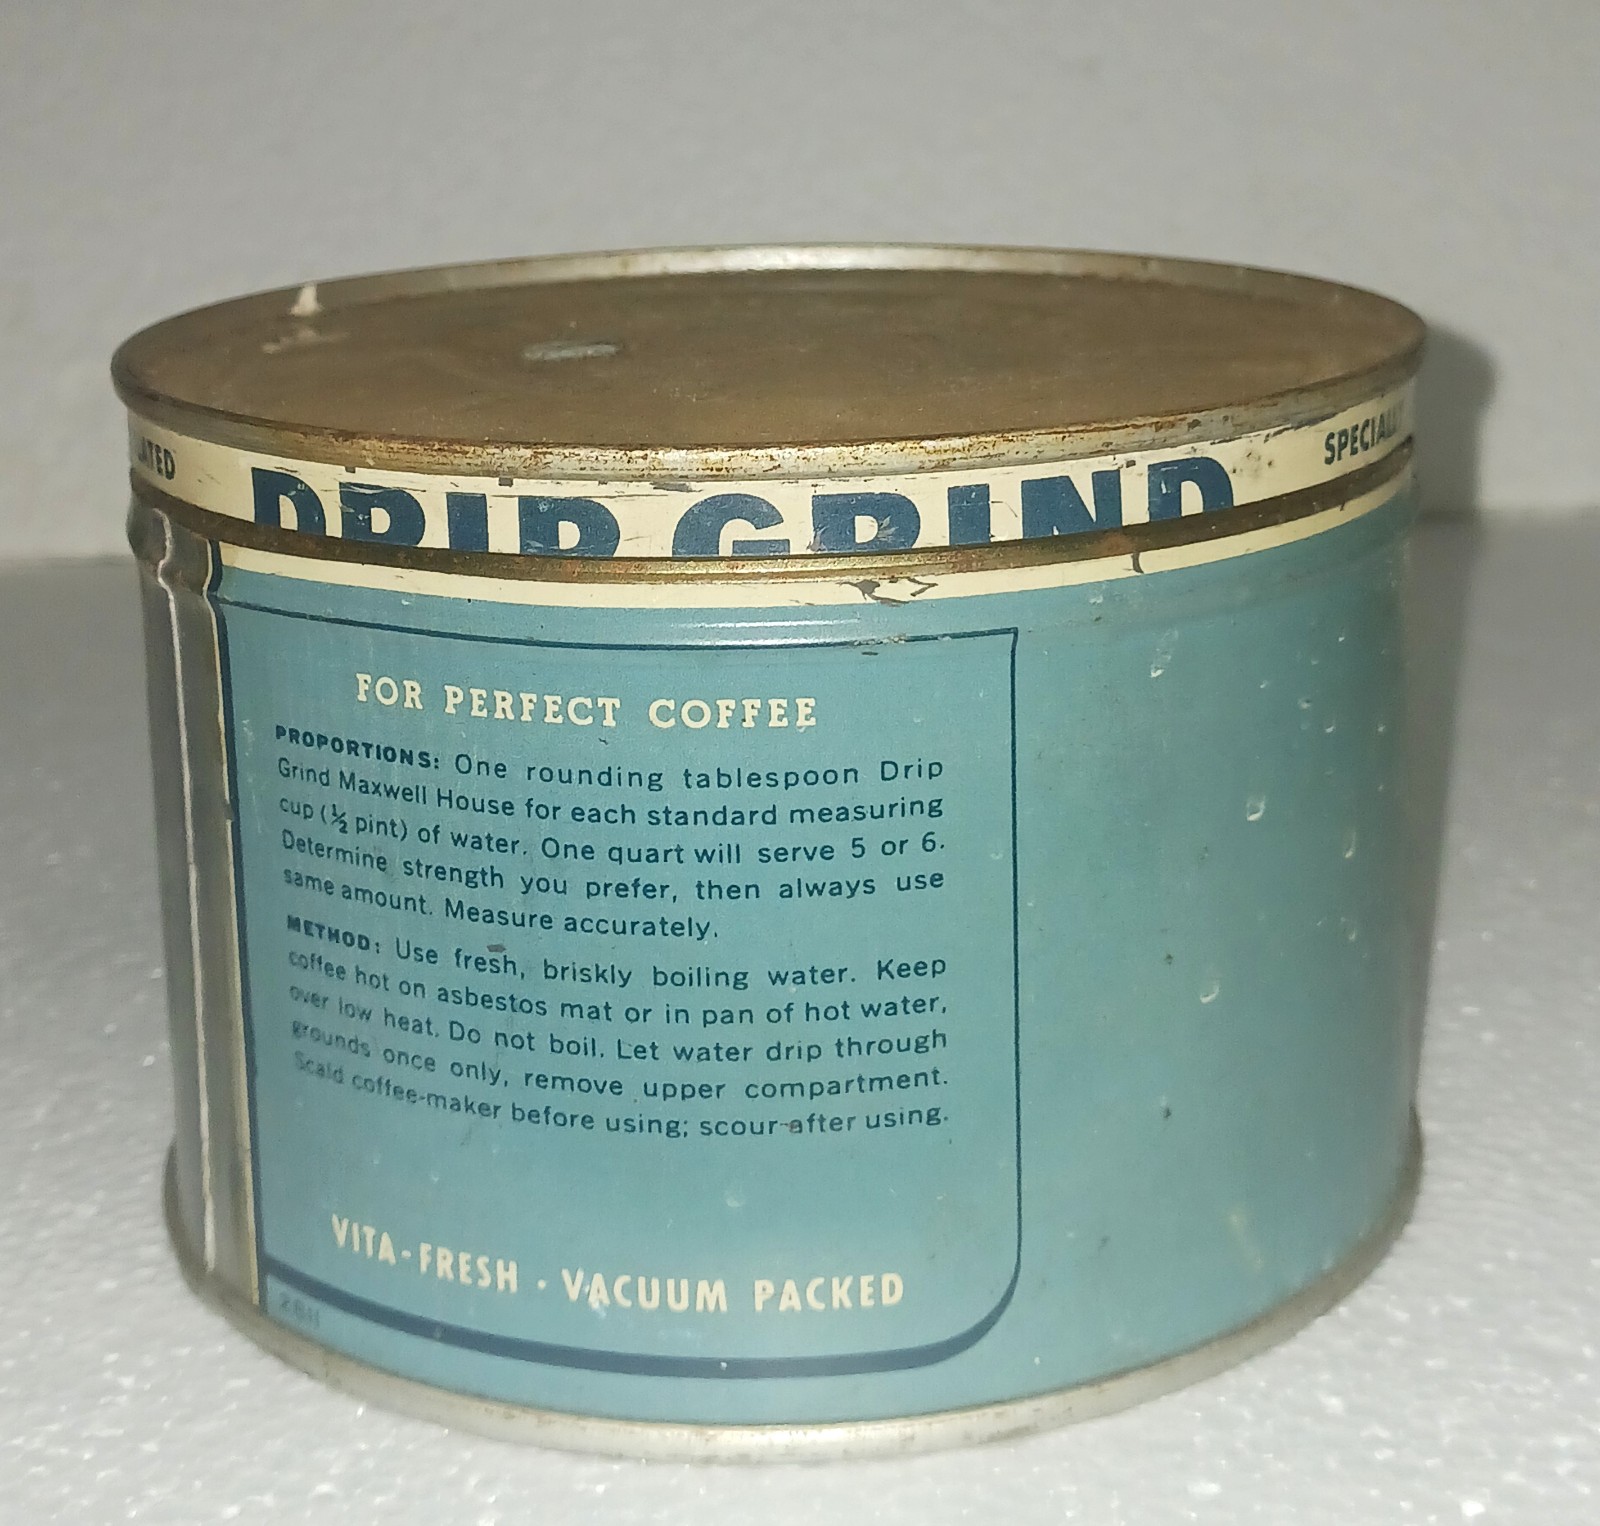 ATED DRIP GRIND SPECIALLY
FOR PERFECT COFFEE
PROPORTIONS: One rounding tablespoon Drip
Grind Maxwell House for each standard measuring
cup (½ pint) of water. One quart will serve 5 or 6.
Determine strength you prefer, then always use
same amount. Measure accurately.
METHOD: Use fresh, briskly boiling water. Keep
coffee hot on asbestos mat or in pan of hot water,
over low heat. Do not boil. Let water drip through
grounds once only, remove upper compartment.
Scald coffee-maker before using; scour after using.
VITA-FRESH · VACUUM PACKED